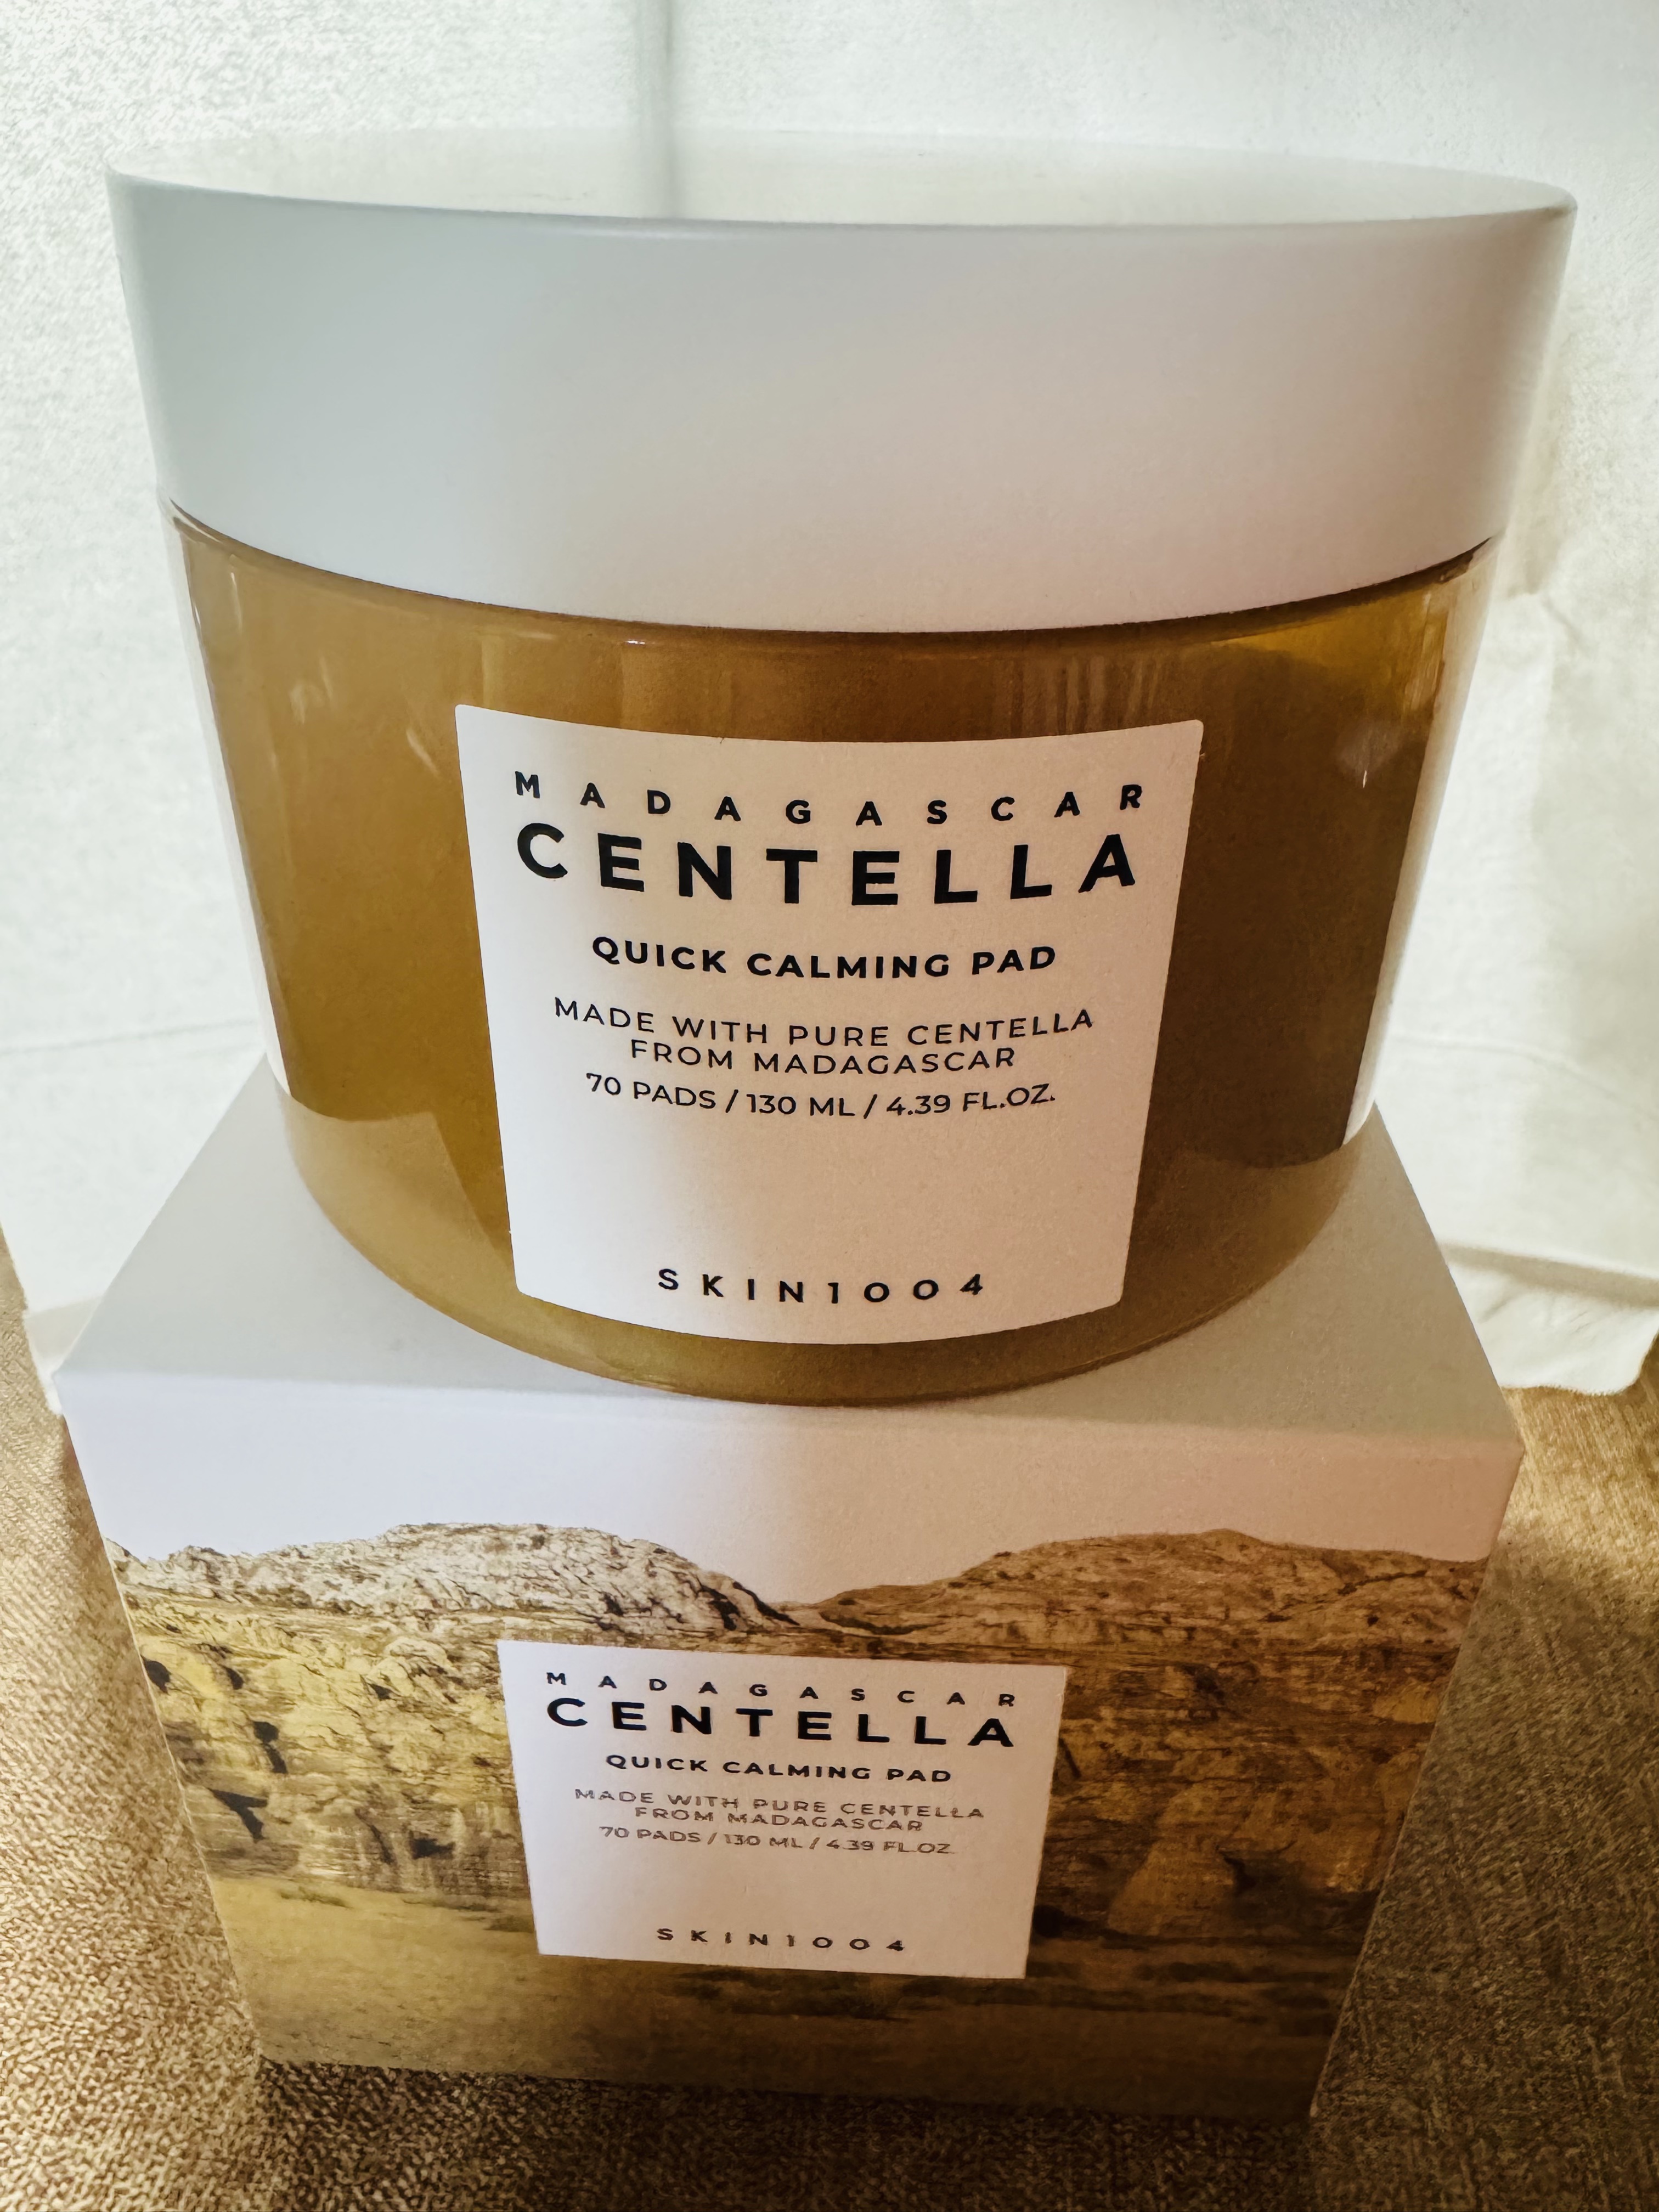 MADAGASCAR
CENTELLA
QUICK CALMING PAD
MADE WITH PURE CENTELLA
FROM MADAGASCAR
70 PADS / 130 ML / 4.39 FL.OZ.
SKIN1004
MADAGASCAR
CENTELLA
QUICK CALMING PAD
MADE WITH PURE CENTELLA
FROM MADAGASCAR
70 PADS / 130 ML / 4.39 FL.OZ.
SKIN1004